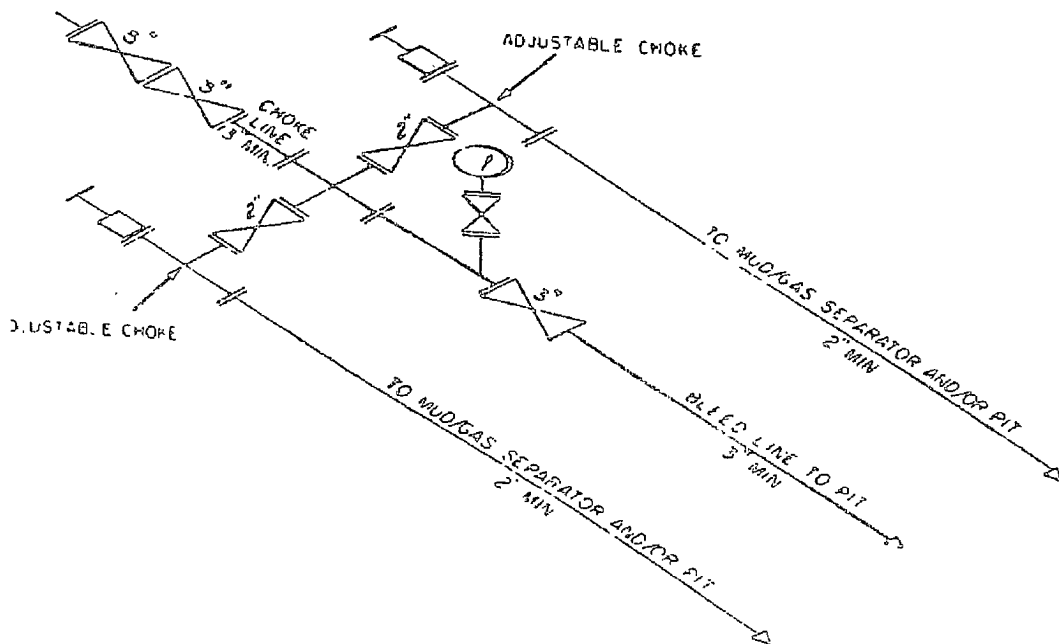 3"
3"
ADJUSTABLE CHOKE
CHOKE
LINE
3 MIN.
2"
2"
TO MUD/GAS SEPARATOR AND/OR PIT
2" MIN
3"
BLEED LINE TO PIT
3 MIN
TO MUD/GAS SEPARATOR AND/OR PIT
2" MIN
DJUSTABLE CHOKE